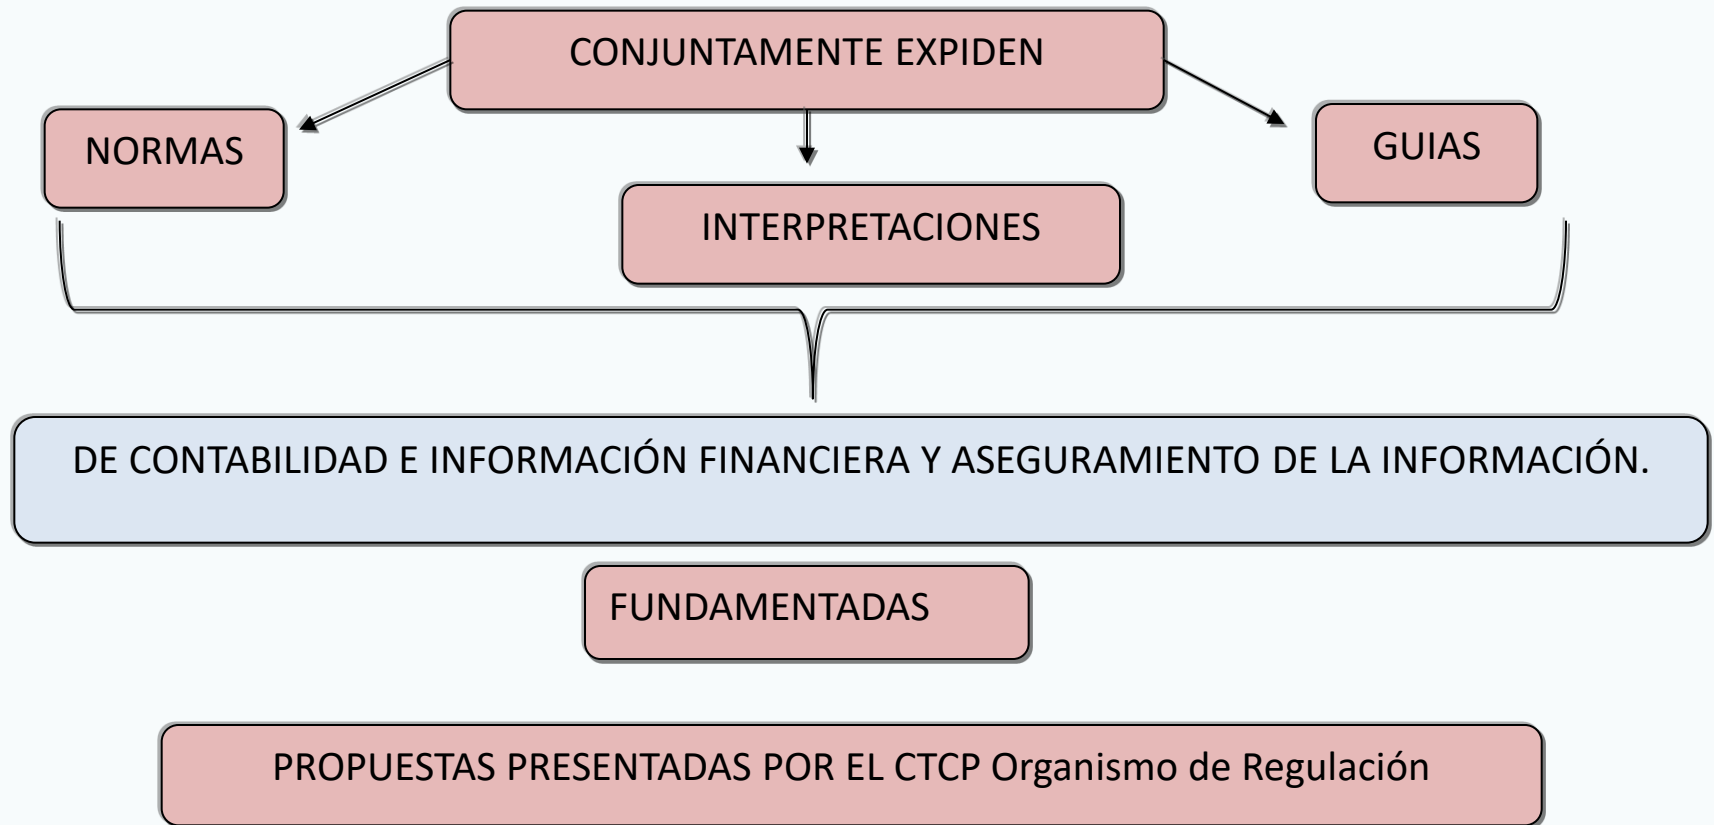 CONJUNTAMENTE EXPIDEN
NORMAS
GUIAS
INTERPRETACIONES
DE CONTABILIDAD E INFORMACIÓN FINANCIERA Y ASEGURAMIENTO DE LA INFORMACIÓN.
FUNDAMENTADAS
PROPUESTAS PRESENTADAS POR EL CTCP Organismo de Regulación